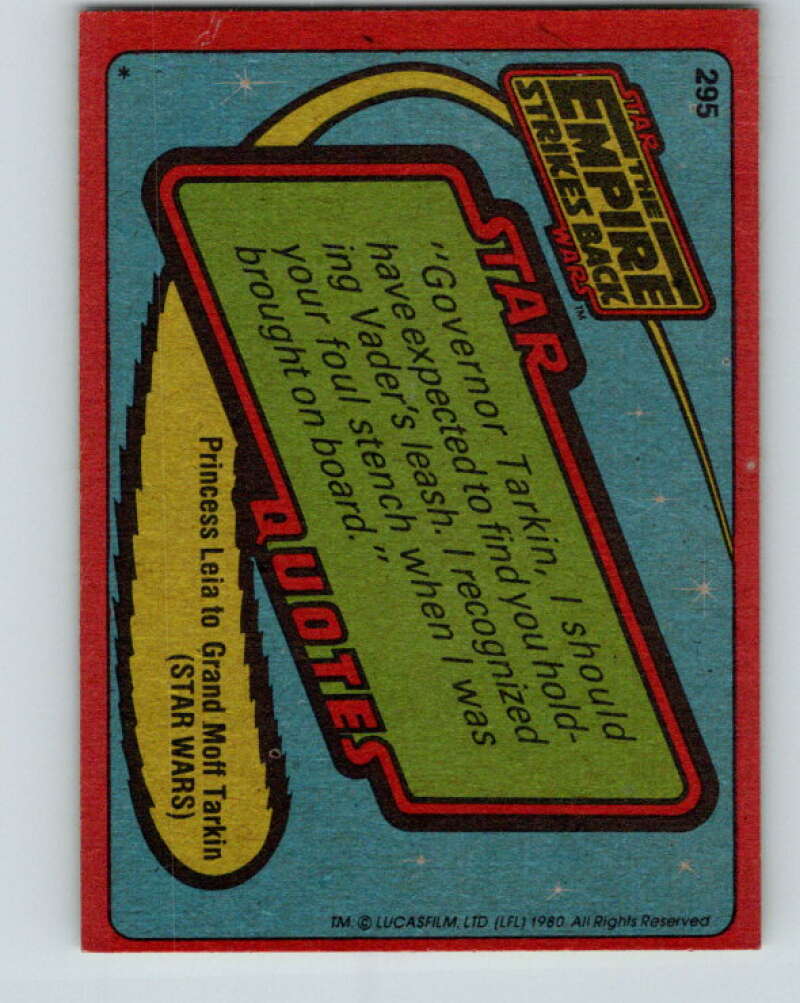 295
STAR
THE
EMPIRE
STRIKES BACK
WARS™
STAR
"Governor Tarkin, I should
have expected to find you hold-
ing Vader's leash. I recognized
your foul stench when I was
brought on board."
QUOTES
Princess Leia to Grand Moff Tarkin
(STAR WARS)
*
TM: © LUCASFILM, LTD (LFL) 1980. All Rights Reserved